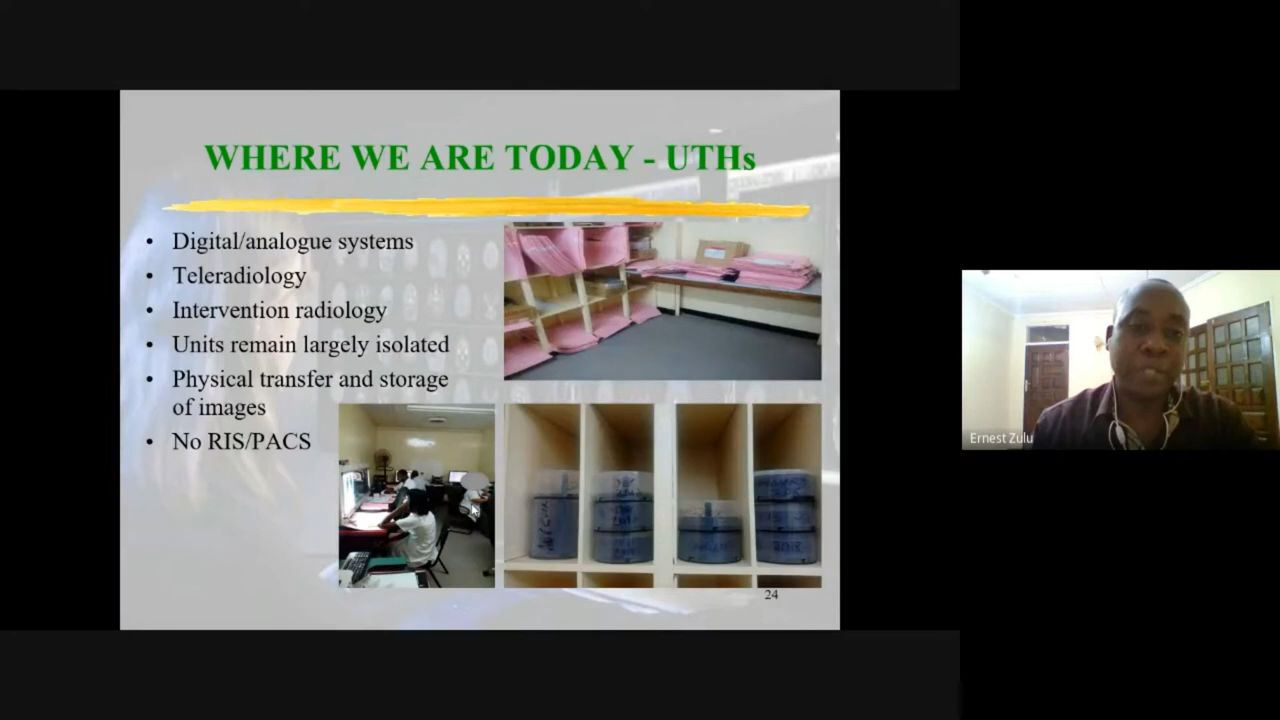 WHERE WE ARE TODAY - UTHs
• Digital/analogue systems
• Teleradiology
• Intervention radiology
• Units remain largely isolated
• Physical transfer and storage
of images
• No RIS/PACS
24
Ernest Zulu